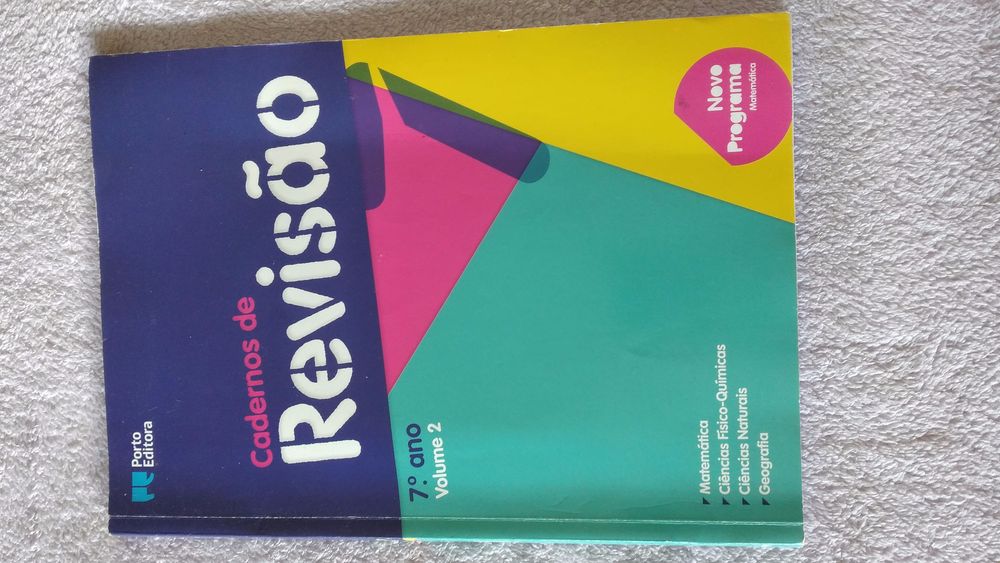 Porto
Editora
Cadernos de
Revisão
7.º ano
Volume 2
Novo
Programa
Matemática
Matemática
Ciências Físico-Químicas
Ciências Naturais
Geografia